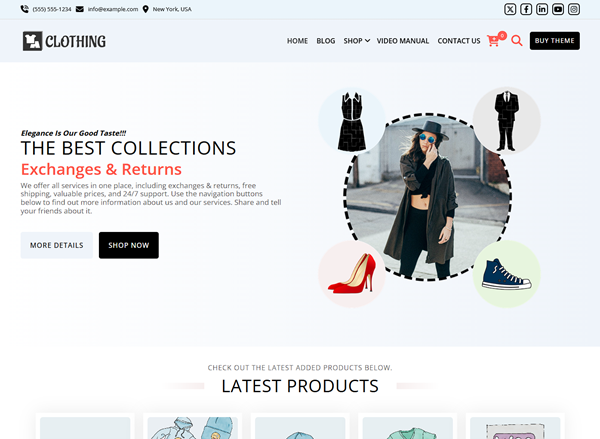 (555) 555-1234 info@example.com New York, USA
CLOTHING
HOME BLOG SHOP VIDEO MANUAL CONTACT US 0 BUY THEME
Elegance Is Our Good Taste!!!
THE BEST COLLECTIONS
Exchanges & Returns
We offer all services in one place, including exchanges & returns, free
shipping, valuable prices, and 24/7 support. Use the navigation buttons
below to find out more information about us and our services. Share and tell
your friends about it.
MORE DETAILS SHOP NOW
CHECK OUT THE LATEST ADDED PRODUCTS BELOW.
LATEST PRODUCTS